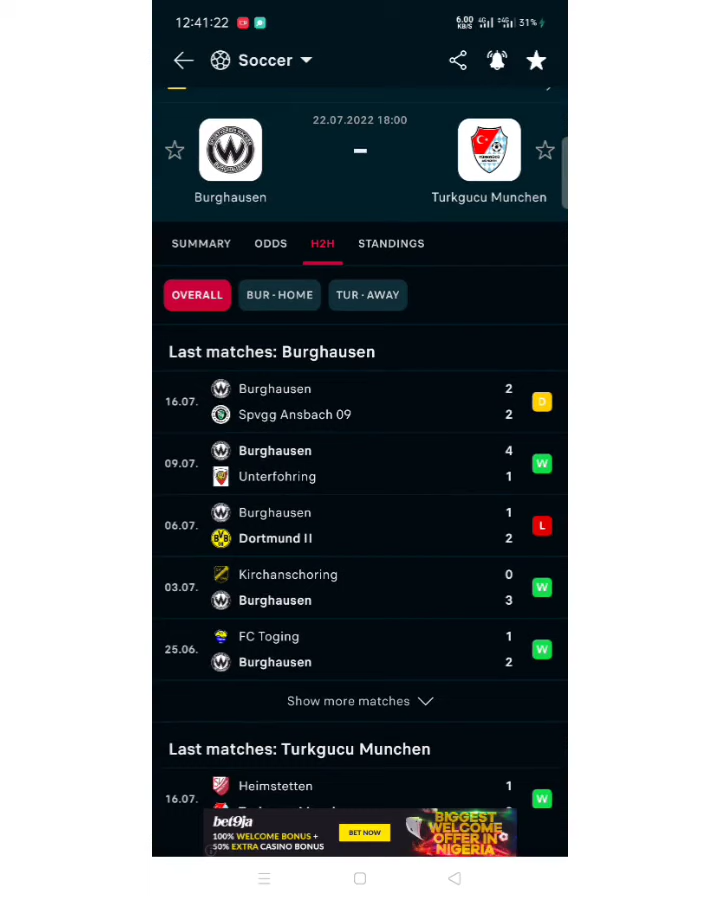 12:41:22
6.00 KB/S 4G 4G 31%
Soccer
22.07.2022 18:00
Burghausen
Turkgucu Munchen
SUMMARY ODDS H2H STANDINGS
OVERALL BUR - HOME TUR - AWAY
Last matches: Burghausen
16.07.
Burghausen 2
Spvgg Ansbach 09 2
D
09.07.
Burghausen 4
Unterfohring 1
W
06.07.
Burghausen 1
Dortmund II 2
L
03.07.
Kirchanschoring 0
Burghausen 3
W
25.06.
FC Toging 1
Burghausen 2
W
Show more matches
Last matches: Turkgucu Munchen
16.07.
Heimstetten 1
W
bet9ja
100% WELCOME BONUS +
50% EXTRA CASINO BONUS
BET NOW
BIGGEST
WELCOME
OFFER IN
NIGERIA